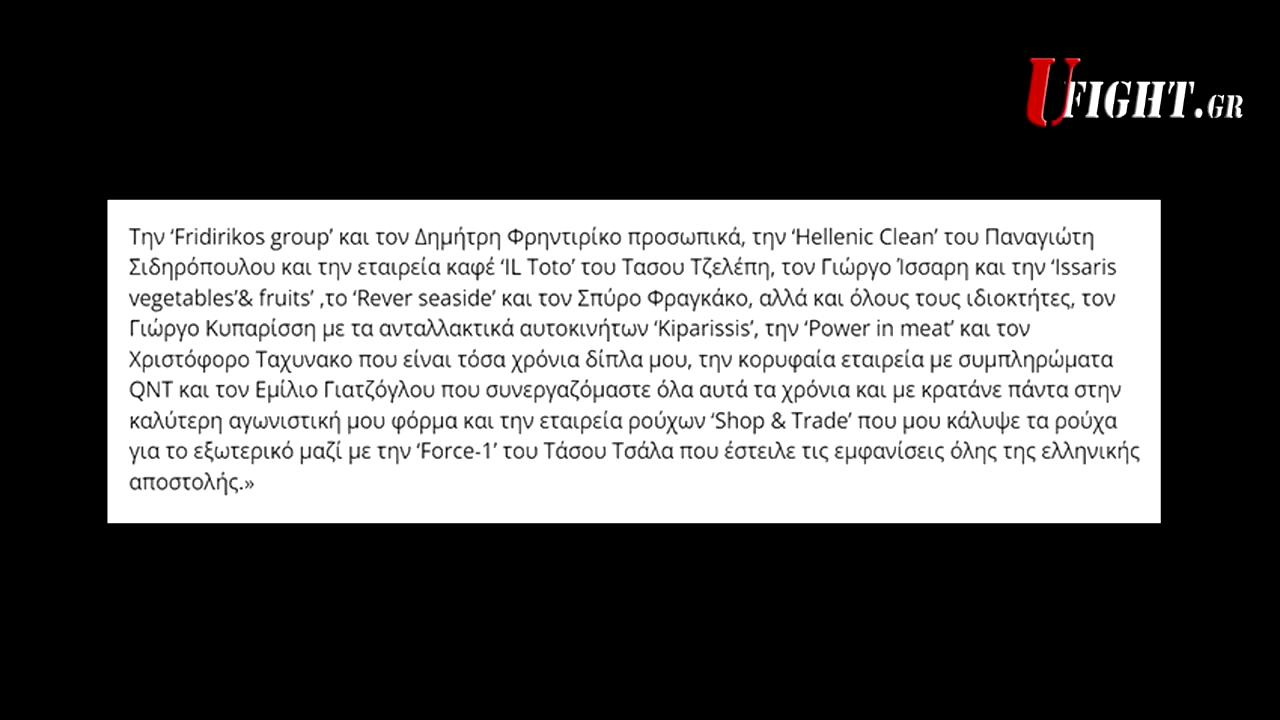 UFIGHT.GR
Την ‘Fridirikos group’ και τον Δημήτρη Φρηντιρίκο προσωπικά, την ‘Hellenic Clean’ του Παναγιώτη
Σιδηρόπουλου και την εταιρεία καφέ ‘IL Toto’ του Τασου Τζελέπη, τον Γιώργο Ίσσαρη και την ‘Issaris
vegetables’& fruits’ ,το ‘Rever seaside’ και τον Σπύρο Φραγκάκο, αλλά και όλους τους ιδιοκτήτες, τον
Γιώργο Κυπαρίσση με τα ανταλλακτικά αυτοκινήτων ‘Kiparissis’, την ‘Power in meat’ και τον
Χριστόφορο Ταχυνακο που είναι τόσα χρόνια δίπλα μου, την κορυφαία εταιρεία με συμπληρώματα
QNT και τον Εμίλιο Γιατζόγλου που συνεργαζόμαστε όλα αυτά τα χρόνια και με κρατάνε πάντα στην
καλύτερη αγωνιστική μου φόρμα και την εταιρεία ρούχων ‘Shop & Trade’ που μου κάλυψε τα ρούχα
για το εξωτερικό μαζί με την ‘Force-1’ του Τάσου Τσάλα που έστειλε τις εμφανίσεις όλης της ελληνικής
αποστολής.»